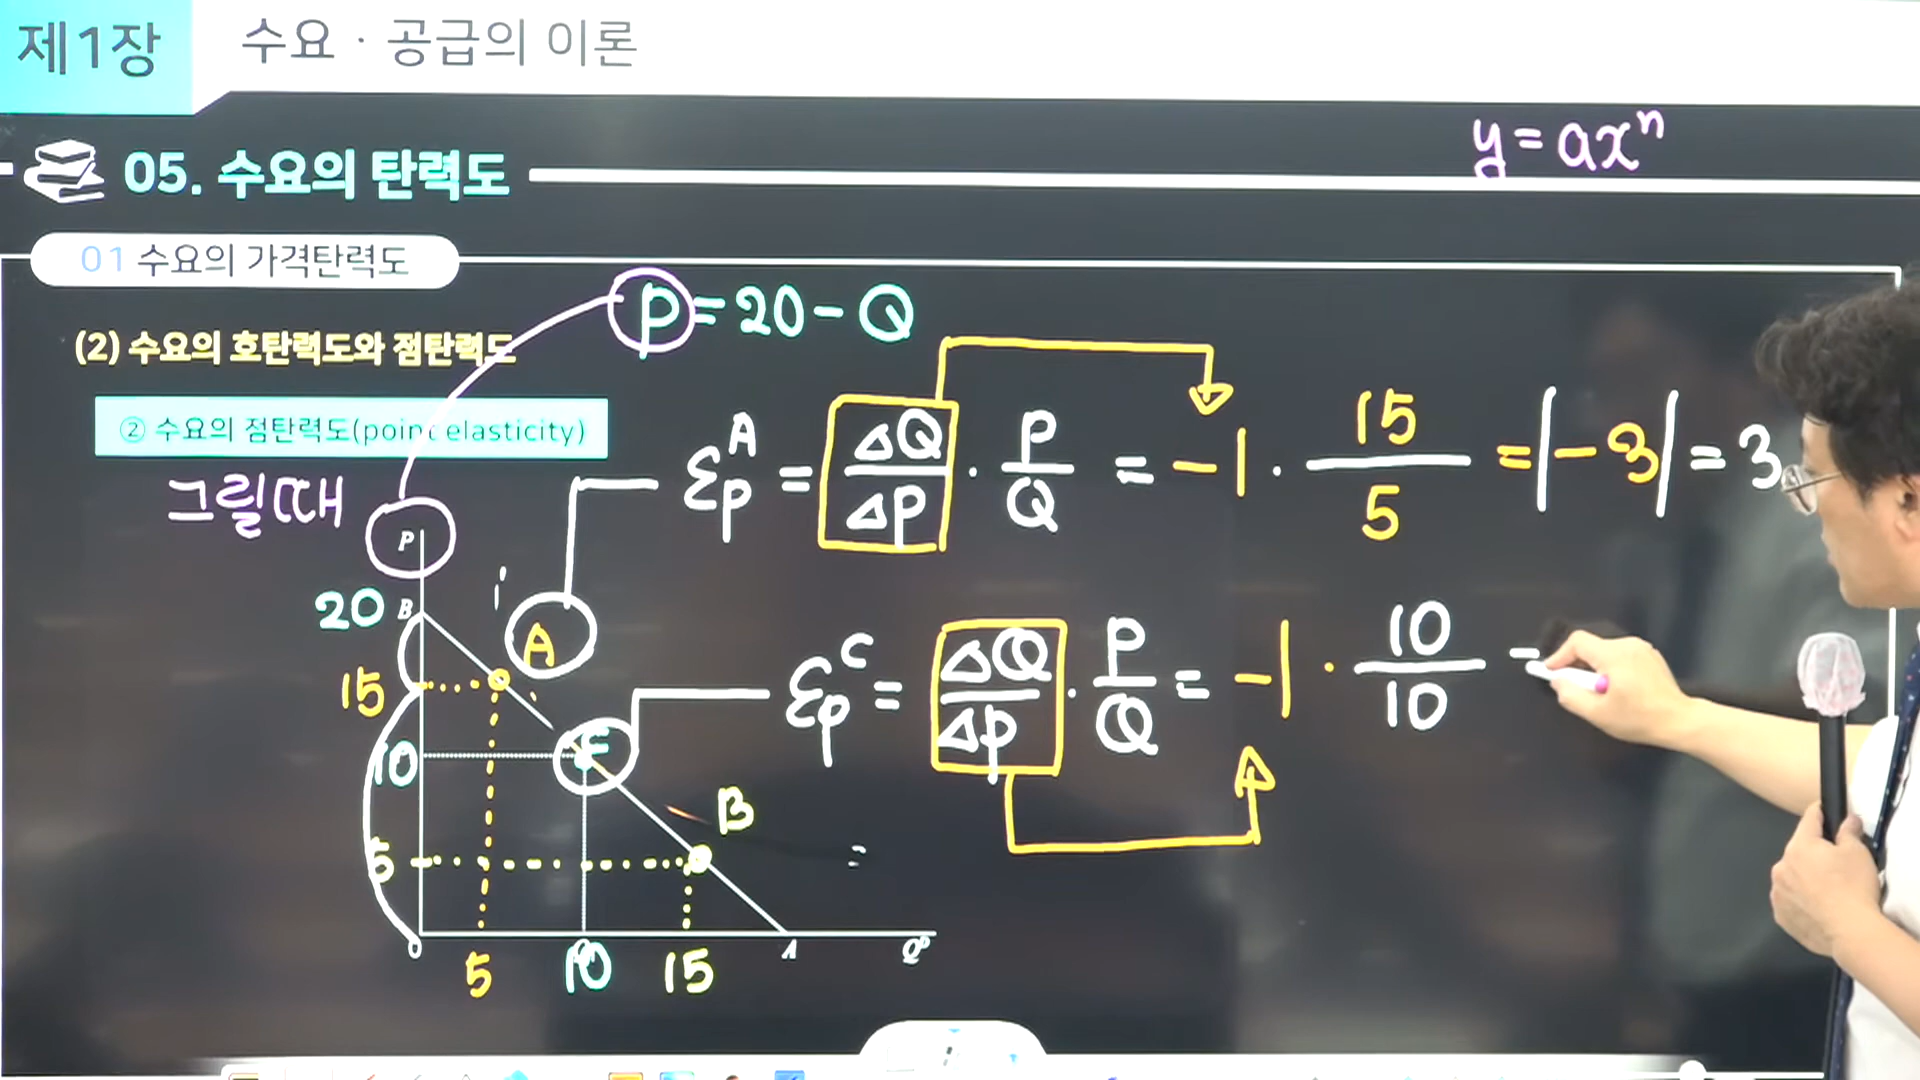 제1장
수요 · 공급의 이론
y = axⁿ
05. 수요의 탄력도
01 수요의 가격탄력도
P = 20 - Q
(2) 수요의 호탄력도와 점탄력도
② 수요의 점탄력도(point elasticity)
그릴때
εₚᴬ = ΔQ/ΔP · P/Q = -1 · 15/5 = |-3| = 3
P
20 B
A
15
εₚᶜ = ΔQ/ΔP · P/Q = -1 · 10/10 =
10
B
5
0
A
Qᴰ
5
10
15